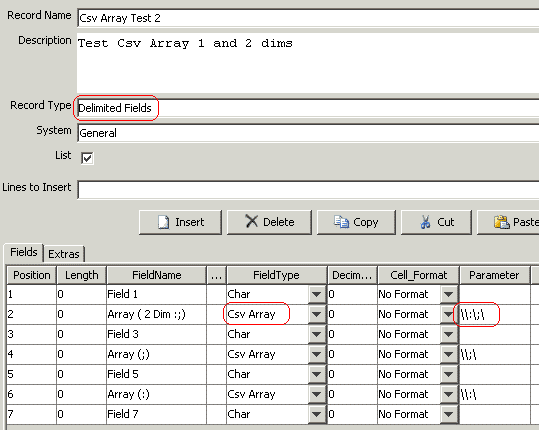 Record Name Csv Array Test 2
Description Test Csv Array 1 and 2 dims
Record Type Delimited Fields
System General
List
Lines to Insert
Insert Delete Copy Cut Paste
Fields Extras
Position Length FieldName ... FieldType Decim... Cell_Format Parameter
1 0 Field 1 Char 0 No Format
2 0 Array ( 2 Dim :;) Csv Array 0 No Format \\:\;\
3 0 Field 3 Char 0 No Format
4 0 Array (;) Csv Array 0 No Format \\;\
5 0 Field 5 Char 0 No Format
6 0 Array (:) Csv Array 0 No Format \\:\
7 0 Field 7 Char 0 No Format